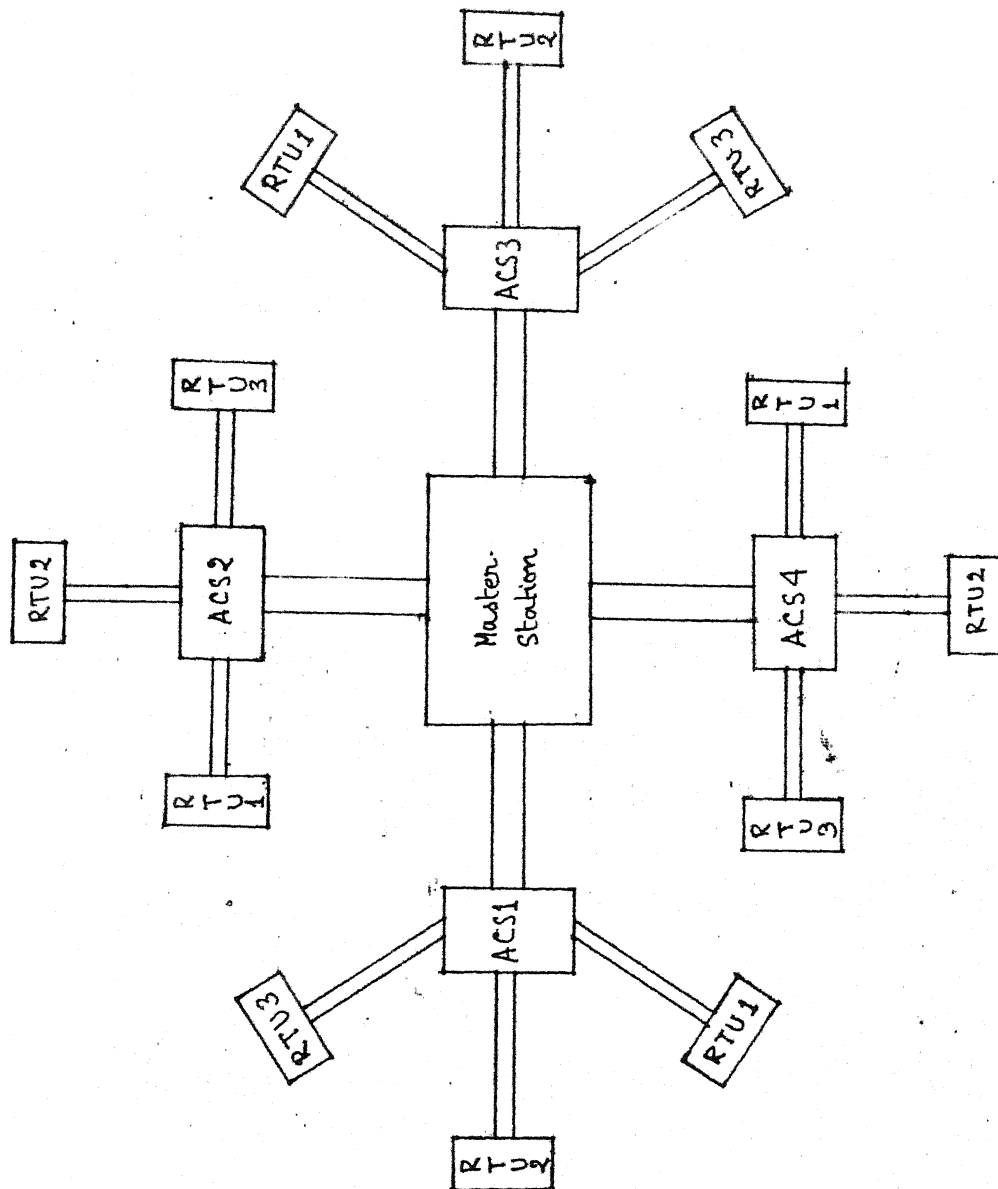 RTU2
RTU1
RTU3
ACS3
RTU3
RTU1
RTU2
ACS2
Master
Station
ACS4
RTU2
RTU1
RTU3
ACS1
RTU3
RTU1
RTU2